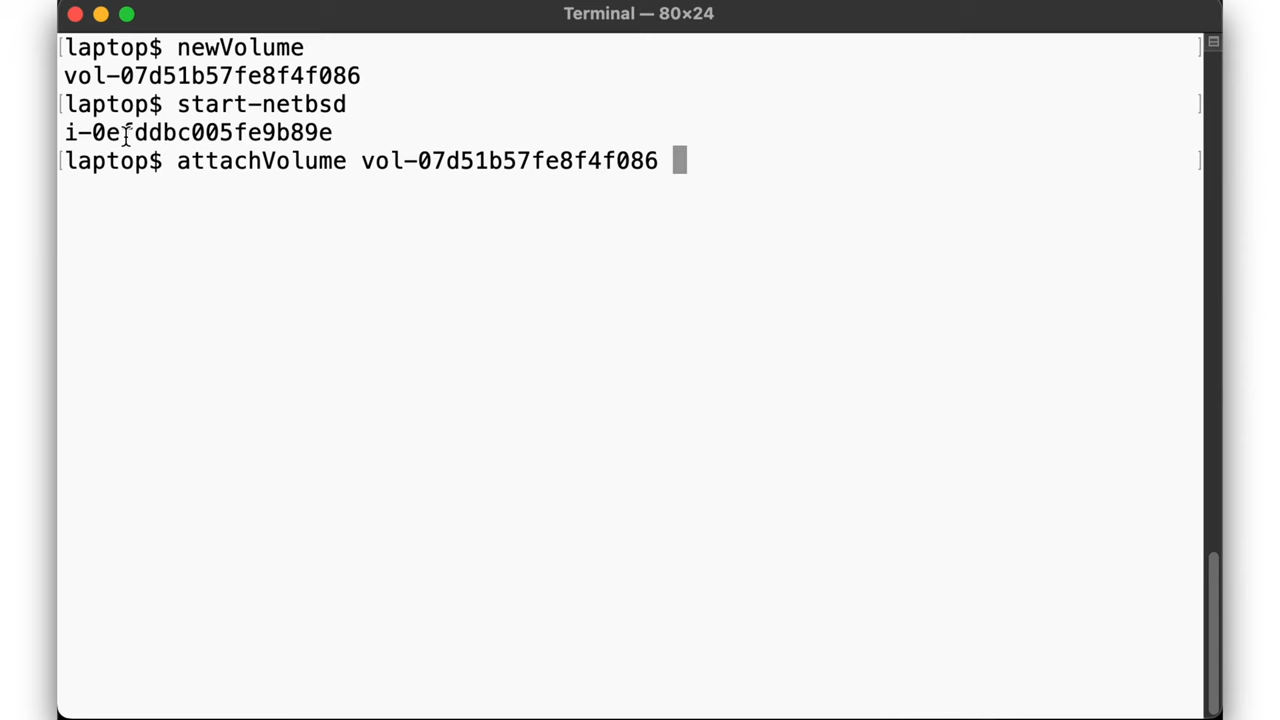 Terminal — 80×24
[laptop$ newVolume ]
vol-07d51b57fe8f4f086
[laptop$ start-netbsd ]
i-0efddbc005fe9b89e
[laptop$ attachVolume vol-07d51b57fe8f4f086 ]